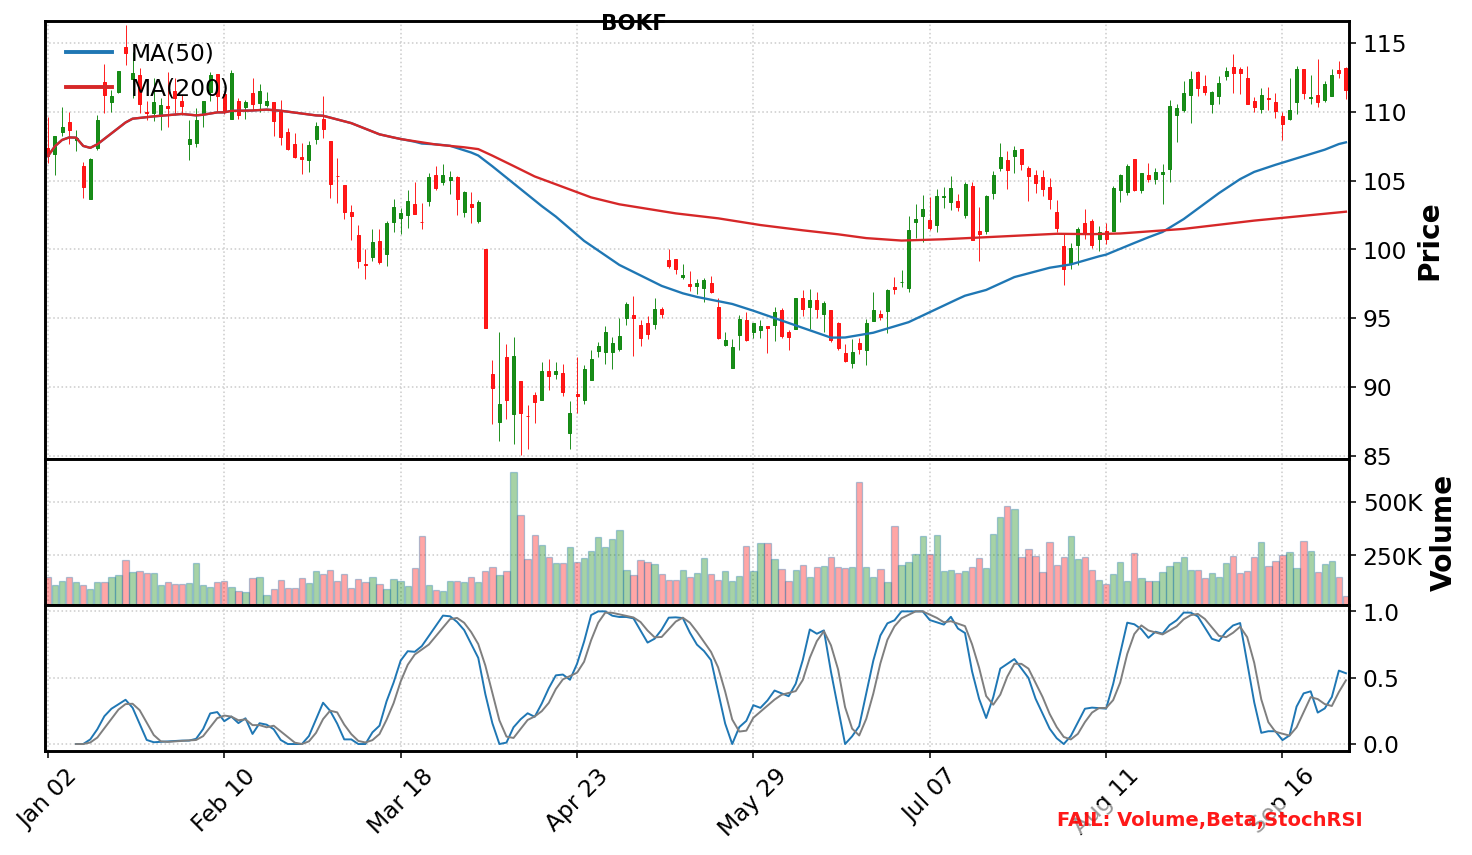 BOKF
MA(50)
MA(200)
115
110
105
100
95
90
85
Price
500K
250K
Volume
1.0
0.5
0.0
Jan 02
Feb 10
Mar 18
Apr 23
May 29
Jul 07
Aug 11
Sep 16
FAIL: Volume,Beta,StochRSI